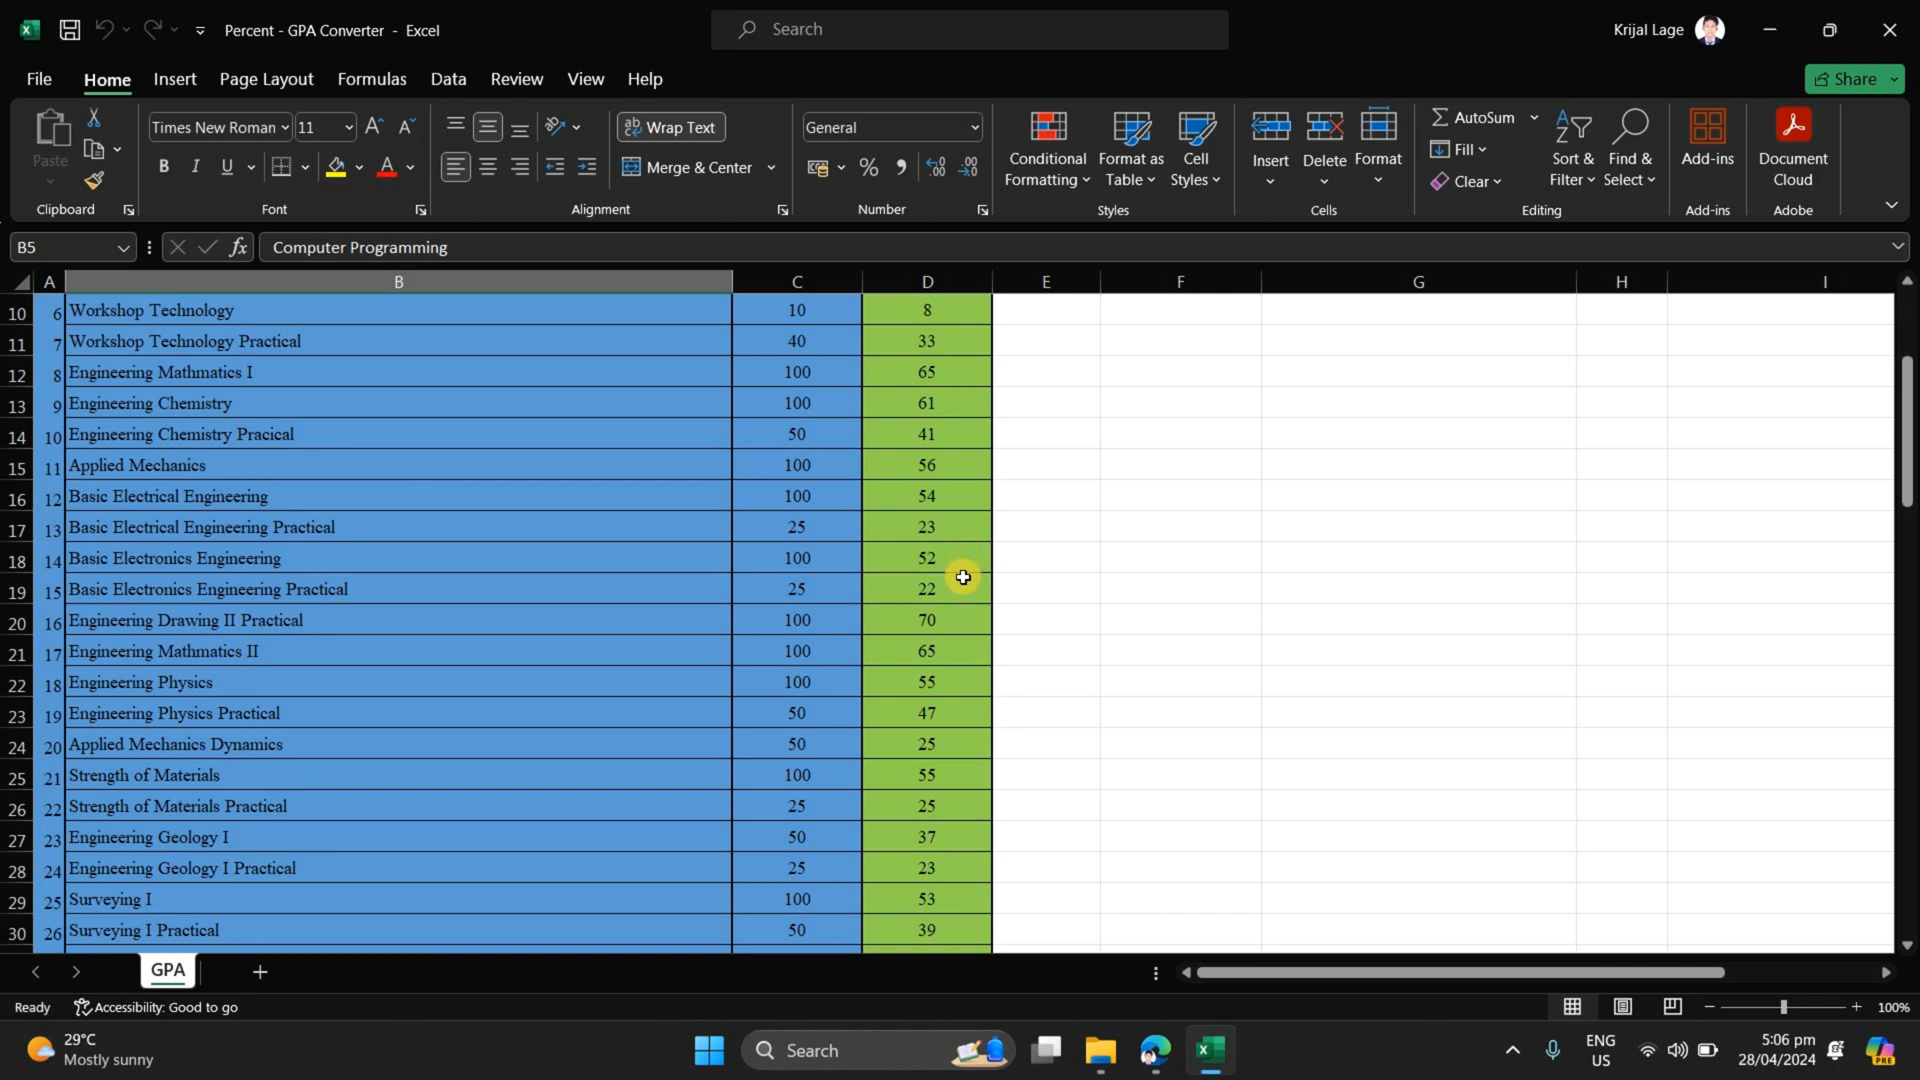 Percent - GPA Converter - Excel
Search
Krijal Lage
File Home Insert Page Layout Formulas Data Review View Help
Share
Paste
Clipboard
Times New Roman 11
B I U
Font
Wrap Text
Merge & Center
Alignment
General
Number
Conditional Formatting
Format as Table
Cell Styles
Styles
Insert
Delete
Format
Cells
AutoSum
Fill
Clear
Sort & Filter
Find & Select
Editing
Add-ins
Add-ins
Document Cloud
Adobe
B5 fx Computer Programming
A B C D E F G H I
10 6 Workshop Technology 10 8
11 7 Workshop Technology Practical 40 33
12 8 Engineering Mathmatics I 100 65
13 9 Engineering Chemistry 100 61
14 10 Engineering Chemistry Pracical 50 41
15 11 Applied Mechanics 100 56
16 12 Basic Electrical Engineering 100 54
17 13 Basic Electrical Engineering Practical 25 23
18 14 Basic Electronics Engineering 100 52
19 15 Basic Electronics Engineering Practical 25 22
20 16 Engineering Drawing II Practical 100 70
21 17 Engineering Mathmatics II 100 65
22 18 Engineering Physics 100 55
23 19 Engineering Physics Practical 50 47
24 20 Applied Mechanics Dynamics 50 25
25 21 Strength of Materials 100 55
26 22 Strength of Materials Practical 25 25
27 23 Engineering Geology I 50 37
28 24 Engineering Geology I Practical 25 23
29 25 Surveying I 100 53
30 26 Surveying I Practical 50 39
GPA
Ready Accessibility: Good to go 100%
29°C
Mostly sunny
Search
ENG
US
5:06 pm
28/04/2024
PRE